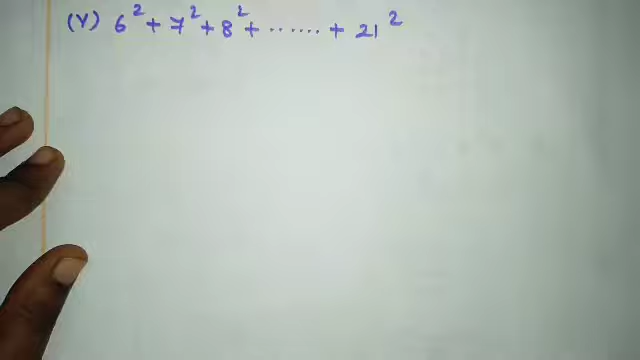 (v) 6² + 7² + 8² + ...... + 21²